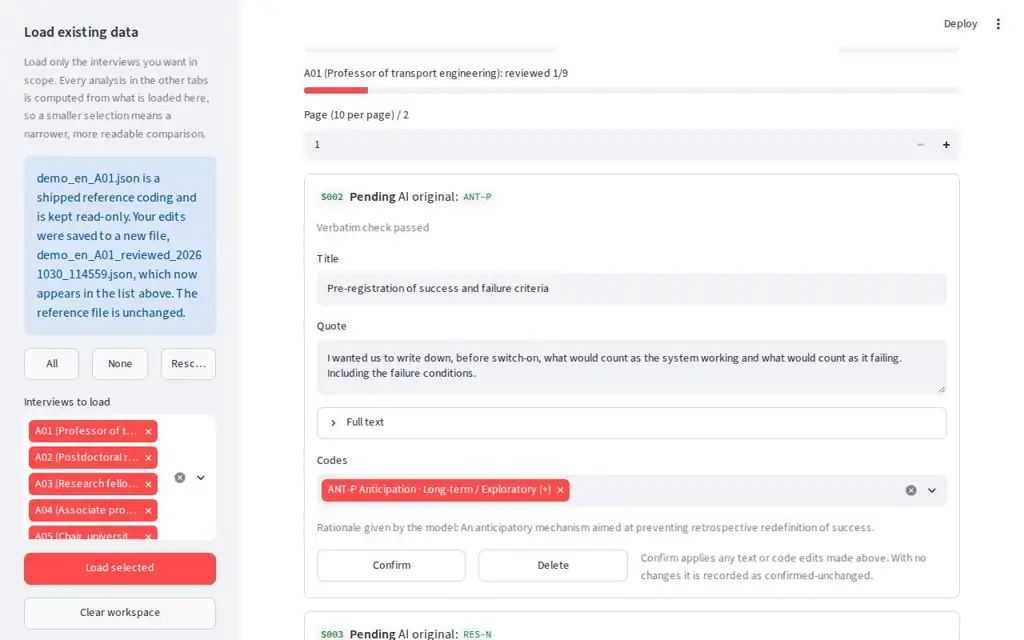 Deploy
Load existing data
Load only the interviews you want in
scope. Every analysis in the other tabs
is computed from what is loaded here,
so a smaller selection means a
narrower, more readable comparison.
demo_en_A01.json is a
shipped reference coding and
is kept read-only. Your edits
were saved to a new file,
demo_en_A01_reviewed_2026
1030_114559.json, which now
appears in the list above. The
reference file is unchanged.
All
None
Resc...
Interviews to load
A01 (Professor of t...
A02 (Postdoctoral r...
A03 (Research fello...
A04 (Associate pro...
A05 (Chair, universit...
Load selected
Clear workspace
A01 (Professor of transport engineering): reviewed 1/9
Page (10 per page) / 2
1
S002 Pending AI original: ANT-P
Verbatim check passed
Title
Pre-registration of success and failure criteria
Quote
I wanted us to write down, before switch-on, what would count as the system working and what would count as it failing.
Including the failure conditions.
Full text
Codes
ANT-P Anticipation · Long-term / Exploratory (+)
Rationale given by the model: An anticipatory mechanism aimed at preventing retrospective redefinition of success.
Confirm
Delete
Confirm applies any text or code edits made above. With no
changes it is recorded as confirmed-unchanged.
S003 Pending AI original: RES-N